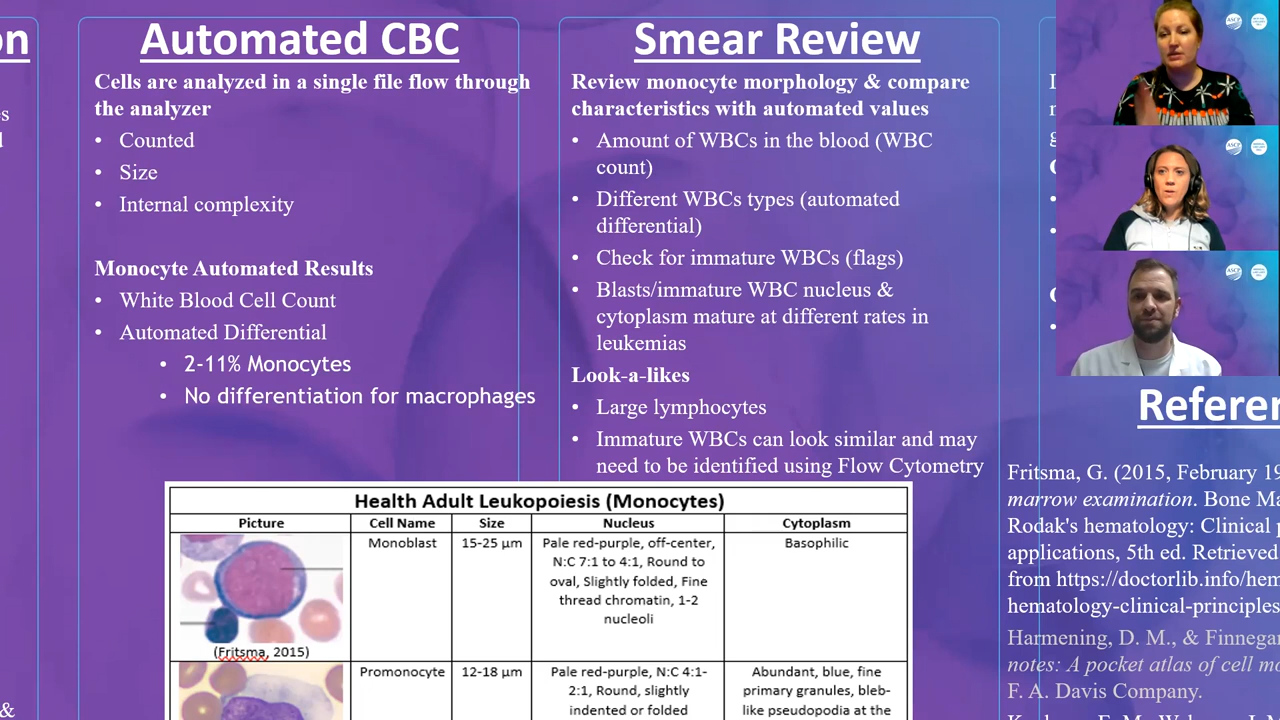 on
es
d
&
Automated CBC
Cells are analyzed in a single file flow through
the analyzer
• Counted
• Size
• Internal complexity
Monocyte Automated Results
• White Blood Cell Count
• Automated Differential
• 2-11% Monocytes
• No differentiation for macrophages
Smear Review
Review monocyte morphology & compare
characteristics with automated values
• Amount of WBCs in the blood (WBC
count)
• Different WBCs types (automated
differential)
• Check for immature WBCs (flags)
• Blasts/immature WBC nucleus &
cytoplasm mature at different rates in
leukemias
Look-a-likes
• Large lymphocytes
• Immature WBCs can look similar and may
need to be identified using Flow Cytometry
Health Adult Leukopoiesis (Monocytes)
Picture Cell Name Size Nucleus Cytoplasm
Monoblast 15-25 µm Pale red-purple, off-center, Basophilic
N:C 7:1 to 4:1, Round to
oval, Slightly folded, Fine
thread chromatin, 1-2
nucleoli
(Fritsma, 2015)
Promonocyte 12-18 µm Pale red-purple, N:C 4:1- Abundant, blue, fine
2:1, Round, slightly primary granules, bleb-
indented or folded like pseudopodia at the
ASCP
ASCP
ASCP
Referen
Fritsma, G. (2015, February 19
marrow examination. Bone Ma
Rodak's hematology: Clinical p
applications, 5th ed. Retrieved
from https://doctorlib.info/hem
hematology-clinical-principles
Harmening, D. M., & Finnegan
notes: A pocket atlas of cell mo
F. A. Davis Company.